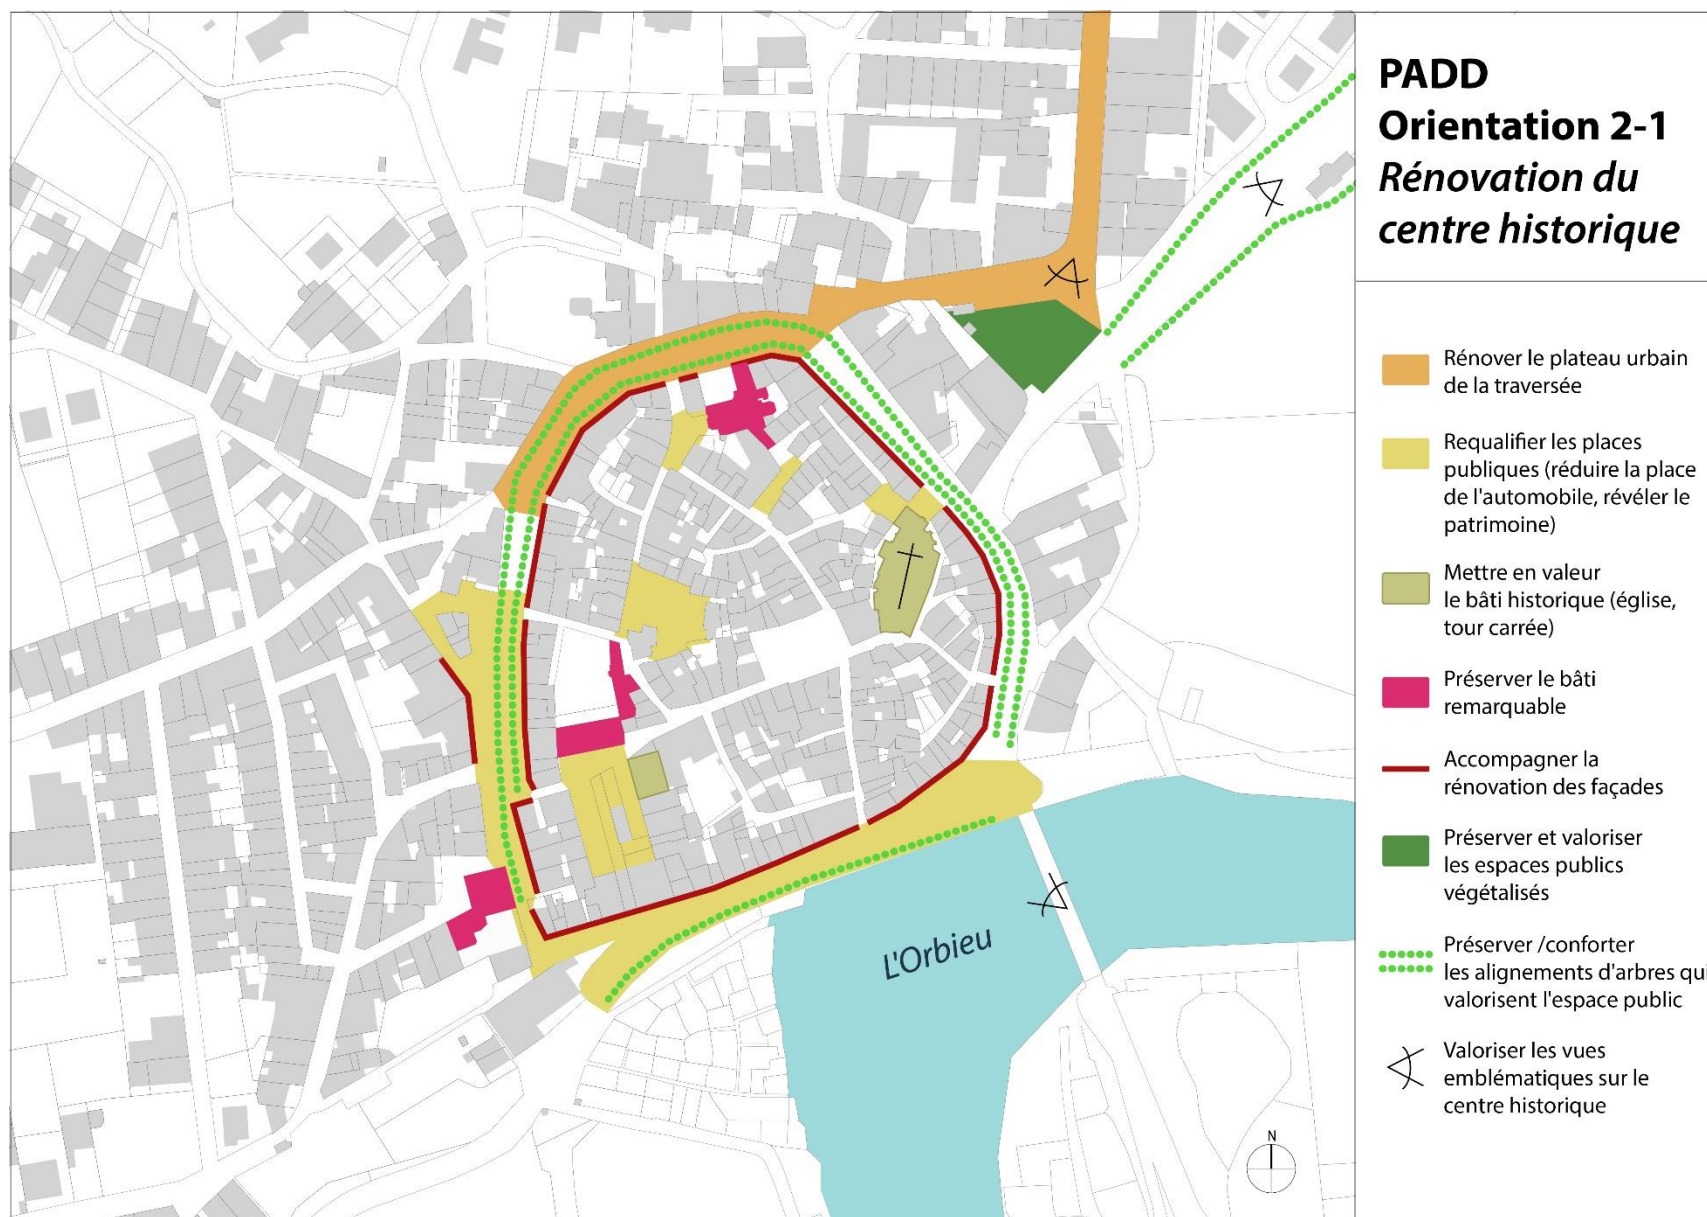 PADD
Orientation 2-1
Rénovation du
centre historique
Rénover le plateau urbain
de la traversée
Requalifier les places
publiques (réduire la place
de l'automobile, révéler le
patrimoine)
Mettre en valeur
le bâti historique (église,
tour carrée)
Préserver le bâti
remarquable
Accompagner la
rénovation des façades
Préserver et valoriser
les espaces publics
végétalisés
Préserver /conforter
les alignements d'arbres qui
valorisent l'espace public
Valoriser les vues
emblématiques sur le
centre historique
L'Orbieu
N